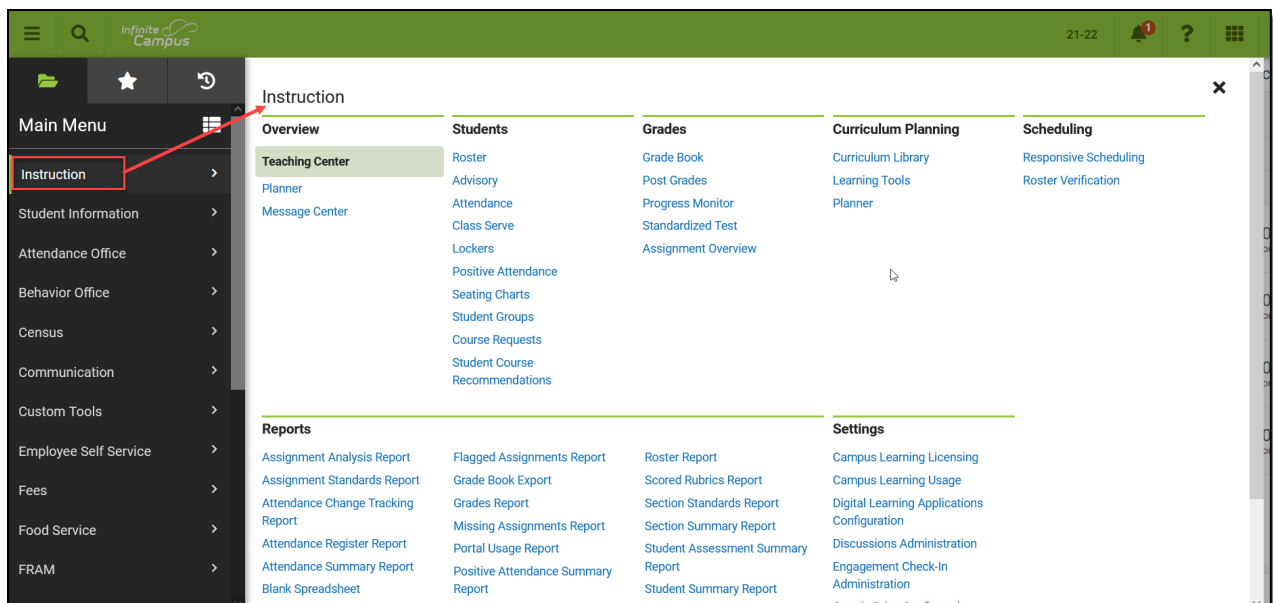 Infinite
Campus
21-22
1
?
Main Menu
Instruction
Student Information
Attendance Office
Behavior Office
Census
Communication
Custom Tools
Employee Self Service
Fees
Food Service
FRAM
Instruction
Overview
Teaching Center
Planner
Message Center
Students
Roster
Advisory
Attendance
Class Serve
Lockers
Positive Attendance
Seating Charts
Student Groups
Course Requests
Student Course
Recommendations
Grades
Grade Book
Post Grades
Progress Monitor
Standardized Test
Assignment Overview
Curriculum Planning
Curriculum Library
Learning Tools
Planner
Scheduling
Responsive Scheduling
Roster Verification
Reports
Assignment Analysis Report
Assignment Standards Report
Attendance Change Tracking
Report
Attendance Register Report
Attendance Summary Report
Blank Spreadsheet
Flagged Assignments Report
Grade Book Export
Grades Report
Missing Assignments Report
Portal Usage Report
Positive Attendance Summary
Report
Roster Report
Scored Rubrics Report
Section Standards Report
Section Summary Report
Student Assessment Summary
Report
Student Summary Report
Settings
Campus Learning Licensing
Campus Learning Usage
Digital Learning Applications
Configuration
Discussions Administration
Engagement Check-In
Administration